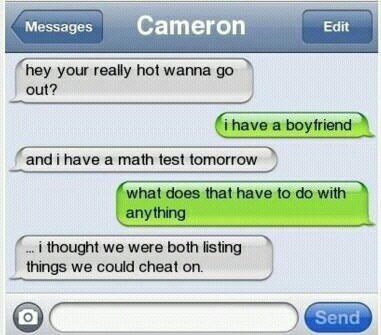 Messages
Cameron
Edit
hey your really hot wanna go
out?
i have a boyfriend
and i have a math test tomorrow
what does that have to do with
anything
... i thought we were both listing
things we could cheat on.
Send